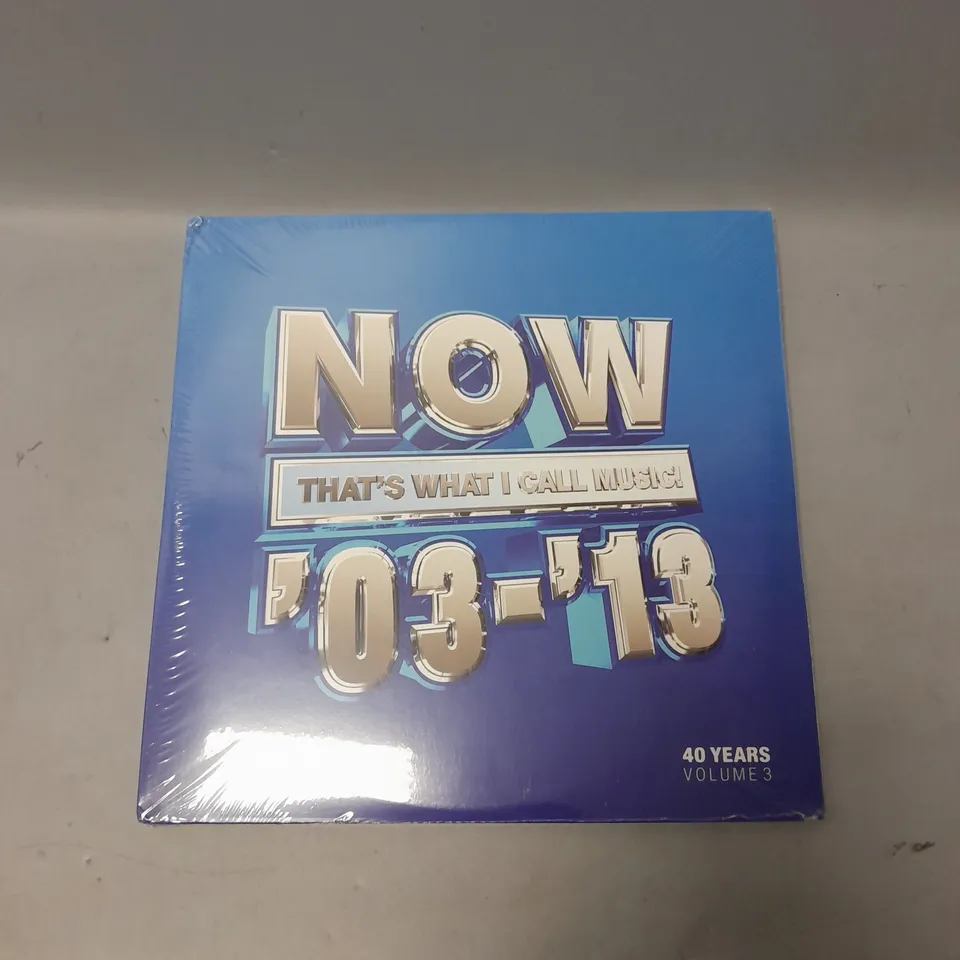 NOW
THAT'S WHAT I CALL MUSIC!
'03-'13
40 YEARS
VOLUME 3